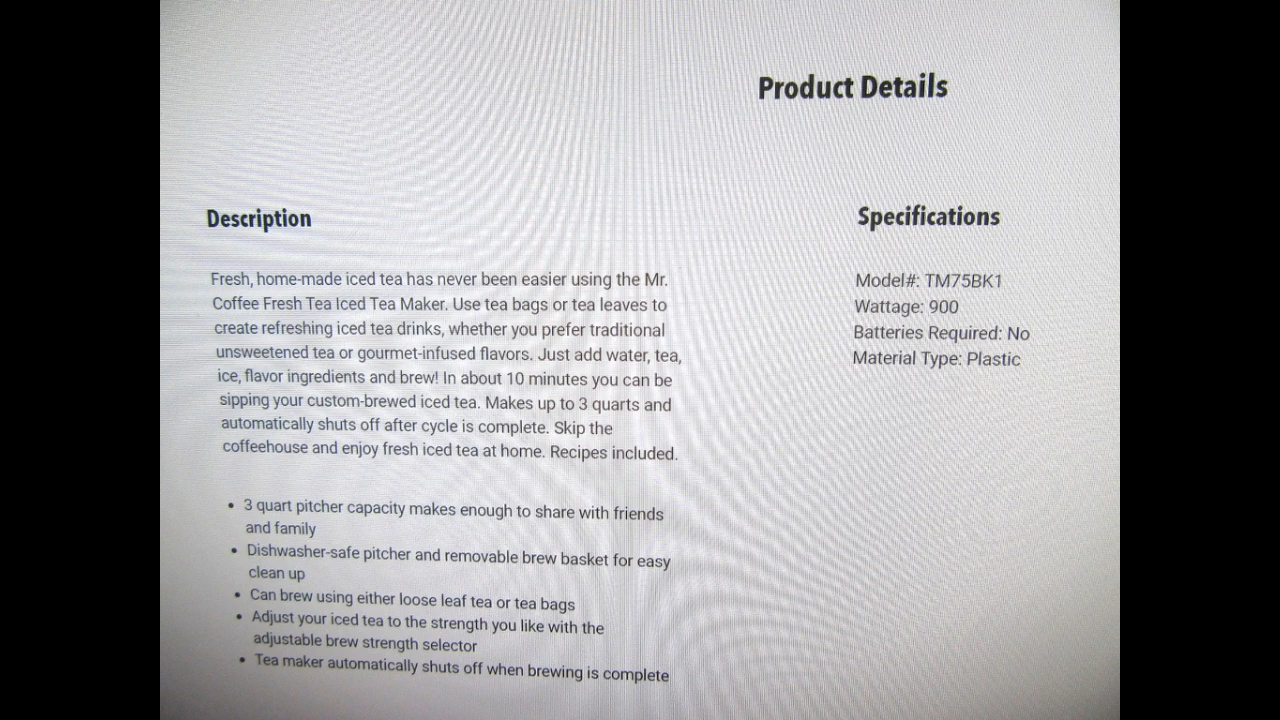 Product Details
Description
Fresh, home-made iced tea has never been easier using the Mr.
Coffee Fresh Tea Iced Tea Maker. Use tea bags or tea leaves to
create refreshing iced tea drinks, whether you prefer traditional
unsweetened tea or gourmet-infused flavors. Just add water, tea,
ice, flavor ingredients and brew! In about 10 minutes you can be
sipping your custom-brewed iced tea. Makes up to 3 quarts and
automatically shuts off after cycle is complete. Skip the
coffeehouse and enjoy fresh iced tea at home. Recipes included.
• 3 quart pitcher capacity makes enough to share with friends
and family
• Dishwasher-safe pitcher and removable brew basket for easy
clean up
• Can brew using either loose leaf tea or tea bags
• Adjust your iced tea to the strength you like with the
adjustable brew strength selector
• Tea maker automatically shuts off when brewing is complete
Specifications
Model#: TM75BK1
Wattage: 900
Batteries Required: No
Material Type: Plastic